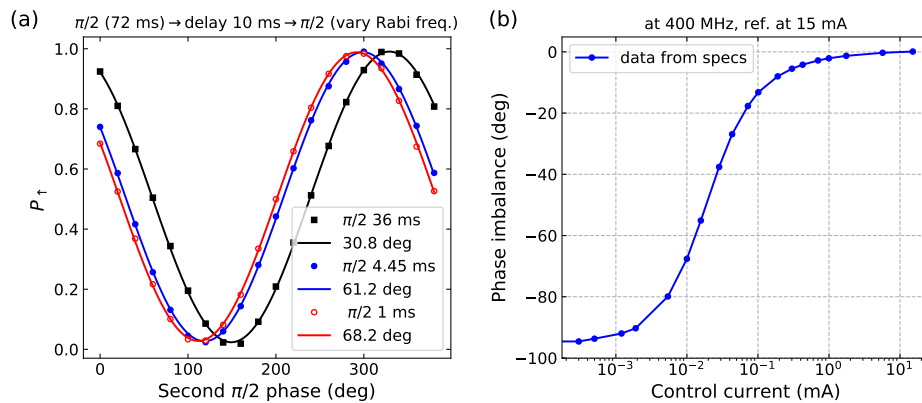 (a)
π/2 (72 ms)→delay 10 ms→π/2 (vary Rabi freq.)
1.0
0.8
0.6
0.4
0.2
0.0
P↑
π/2 36 ms
30.8 deg
π/2 4.45 ms
61.2 deg
π/2 1 ms
68.2 deg
0 100 200 300
Second π/2 phase (deg)
(b)
at 400 MHz, ref. at 15 mA
data from specs
0
−20
−40
−60
−80
−100
Phase imbalance (deg)
10⁻³ 10⁻² 10⁻¹ 10⁰ 10¹
Control current (mA)